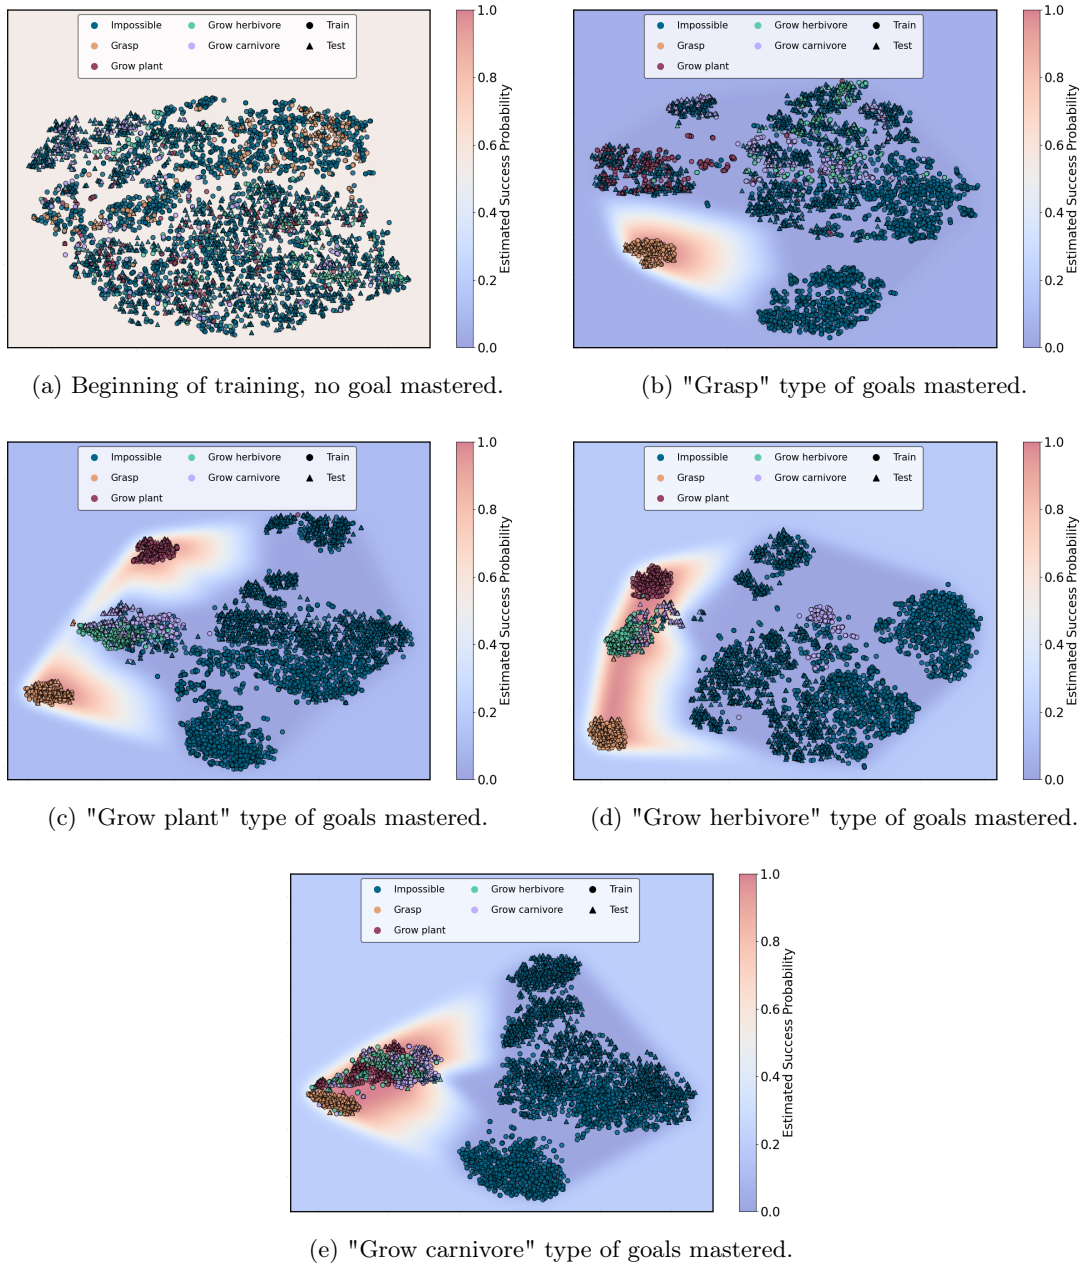 Impossible Grow herbivore Train
Grasp Grow carnivore Test
Grow plant
1.0
0.8
0.6
0.4
0.2
0.0
Estimated Success Probability
(a) Beginning of training, no goal mastered.
Impossible Grow herbivore Train
Grasp Grow carnivore Test
Grow plant
1.0
0.8
0.6
0.4
0.2
0.0
Estimated Success Probability
(b) "Grasp" type of goals mastered.
Impossible Grow herbivore Train
Grasp Grow carnivore Test
Grow plant
1.0
0.8
0.6
0.4
0.2
0.0
Estimated Success Probability
(c) "Grow plant" type of goals mastered.
Impossible Grow herbivore Train
Grasp Grow carnivore Test
Grow plant
1.0
0.8
0.6
0.4
0.2
0.0
Estimated Success Probability
(d) "Grow herbivore" type of goals mastered.
Impossible Grow herbivore Train
Grasp Grow carnivore Test
Grow plant
1.0
0.8
0.6
0.4
0.2
0.0
Estimated Success Probability
(e) "Grow carnivore" type of goals mastered.